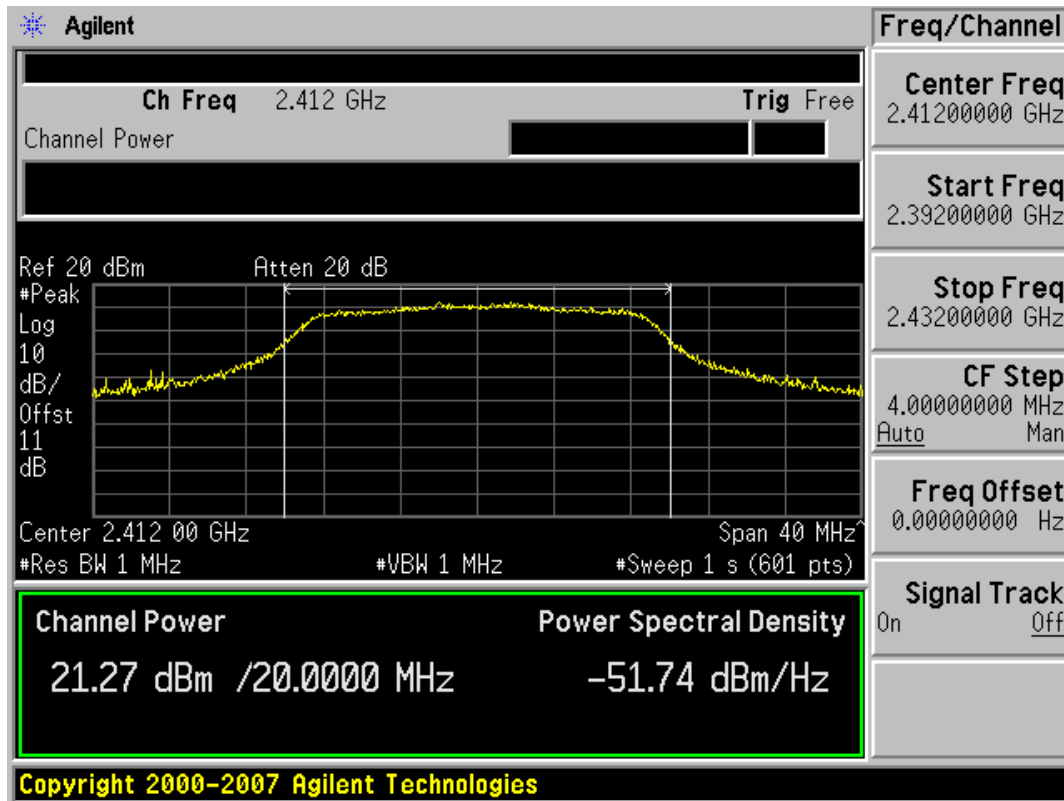 Agilent
Ch Freq 2.412 GHz Trig Free
Channel Power
Ref 20 dBm Atten 20 dB
#Peak
Log
10
dB/
Offst
11
dB
Center 2.412 00 GHz Span 40 MHz^
#Res BW 1 MHz #VBW 1 MHz #Sweep 1 s (601 pts)
Channel Power Power Spectral Density
21.27 dBm /20.0000 MHz -51.74 dBm/Hz
Copyright 2000-2007 Agilent Technologies
Freq/Channel
Center Freq
2.41200000 GHz
Start Freq
2.39200000 GHz
Stop Freq
2.43200000 GHz
CF Step
4.00000000 MHz
Auto Man
Freq Offset
0.00000000 Hz
Signal Track
On Off